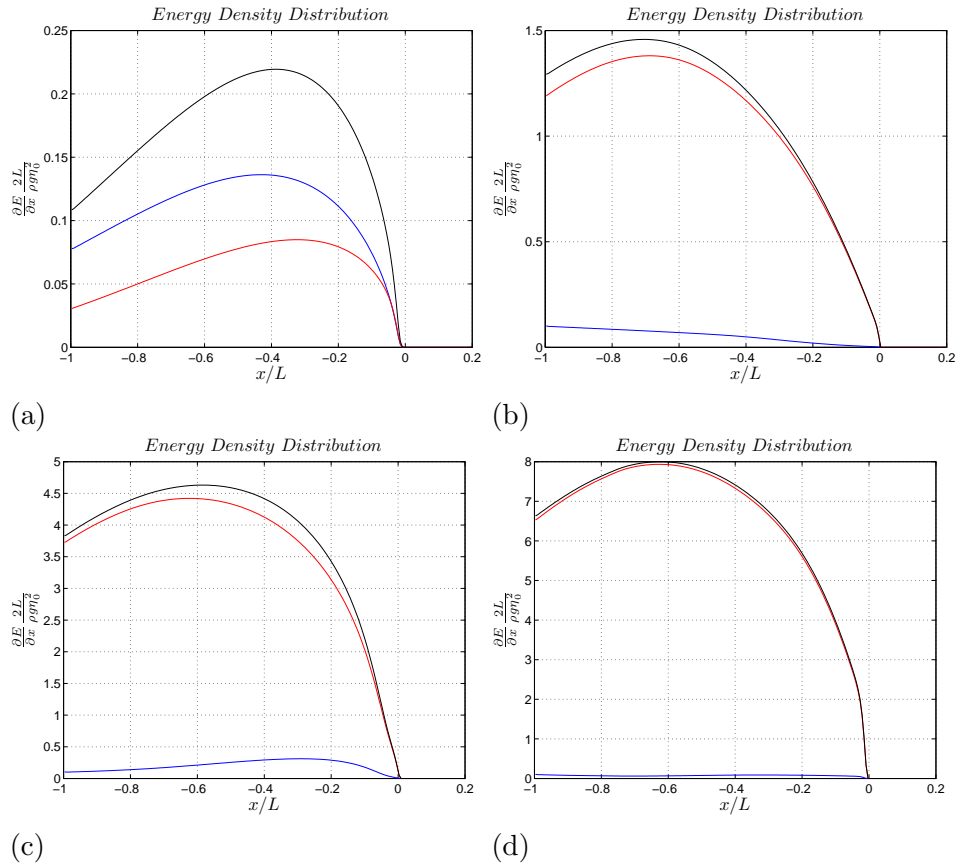 Energy Density Distribution
0.25
0.2
0.15
0.1
0.05
0
−1 −0.8 −0.6 −0.4 −0.2 0 0.2
x/L
∂E/∂x 2L/ρgη₀²
(a)
Energy Density Distribution
1.5
1
0.5
0
−1 −0.8 −0.6 −0.4 −0.2 0 0.2
x/L
∂E/∂x 2L/ρgη₀²
(b)
Energy Density Distribution
5
4.5
4
3.5
3
2.5
2
1.5
1
0.5
0
−1 −0.8 −0.6 −0.4 −0.2 0 0.2
x/L
∂E/∂x 2L/ρgη₀²
(c)
Energy Density Distribution
8
7
6
5
4
3
2
1
0
−1 −0.8 −0.6 −0.4 −0.2 0 0.2
x/L
∂E/∂x 2L/ρgη₀²
(d)